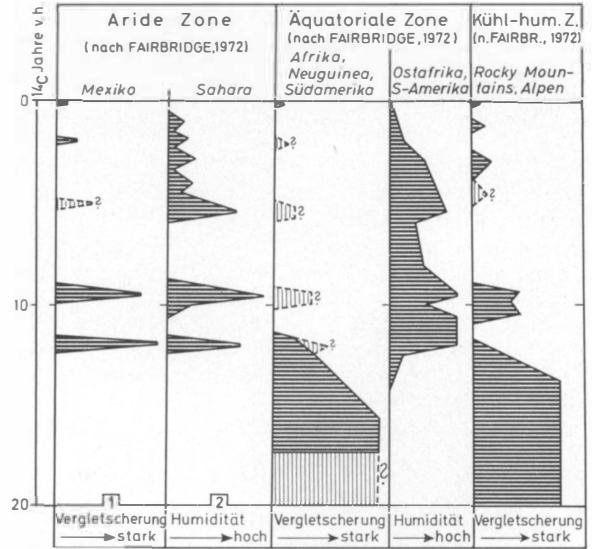 Aride Zone
(nach FAIRBRIDGE, 1972)
Äquatoriale Zone
(nach FAIRBRIDGE, 1972)
Kühl-hum. Z.
(n. FAIRBR., 1972)
¹⁴C Jahre v.h.
Mexiko
Sahara
Afrika,
Neuguinea,
Südamerika
Ostafrika,
S-Amerika
Rocky Moun-
tains, Alpen
0
10
20
?
?
?
?
?
?
?
?
1
2
Vergletscherung
stark
Humidität
hoch
Vergletscherung
stark
Humidität
hoch
Vergletscherung
stark